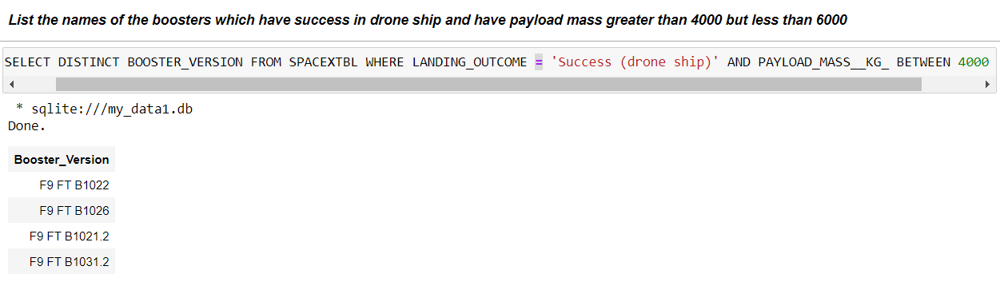 List the names of the boosters which have success in drone ship and have payload mass greater than 4000 but less than 6000
SELECT DISTINCT BOOSTER_VERSION FROM SPACEXTBL WHERE LANDING_OUTCOME = 'Success (drone ship)' AND PAYLOAD_MASS__KG_ BETWEEN 4000
* sqlite:///my_data1.db
Done.
Booster_Version
F9 FT B1022
F9 FT B1026
F9 FT B1021.2
F9 FT B1031.2